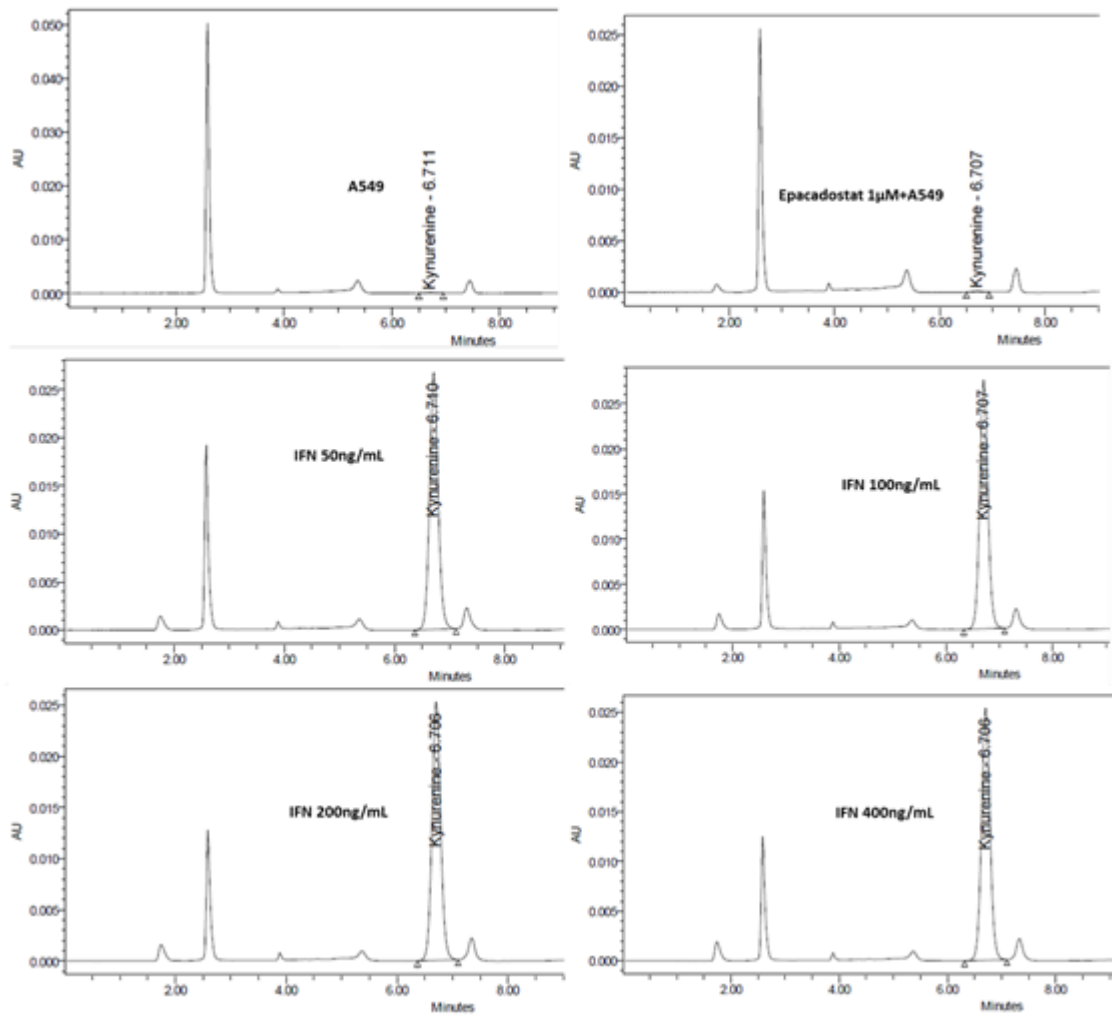 0.050
0.040
0.030
0.020
0.010
0.000
AU
A549
Kynurenine - 6.711
2.00 4.00 6.00 8.00
Minutes
0.025
0.020
0.015
0.010
0.005
0.000
AU
Epacadostat 1µM+A549
Kynurenine - 6.707
2.00 4.00 6.00 8.00
Minutes
0.025
0.020
0.015
0.010
0.005
0.000
AU
IFN 50ng/mL
Kynurenine - 6.710
2.00 4.00 6.00 8.00
Minutes
0.025
0.020
0.015
0.010
0.005
0.000
AU
IFN 100ng/mL
Kynurenine - 6.707
2.00 4.00 6.00 8.00
Minutes
0.025
0.020
0.015
0.010
0.005
0.000
AU
IFN 200ng/mL
Kynurenine - 6.706
2.00 4.00 6.00 8.00
Minutes
0.025
0.020
0.015
0.010
0.005
0.000
AU
IFN 400ng/mL
Kynurenine - 6.706
2.00 4.00 6.00 8.00
Minutes